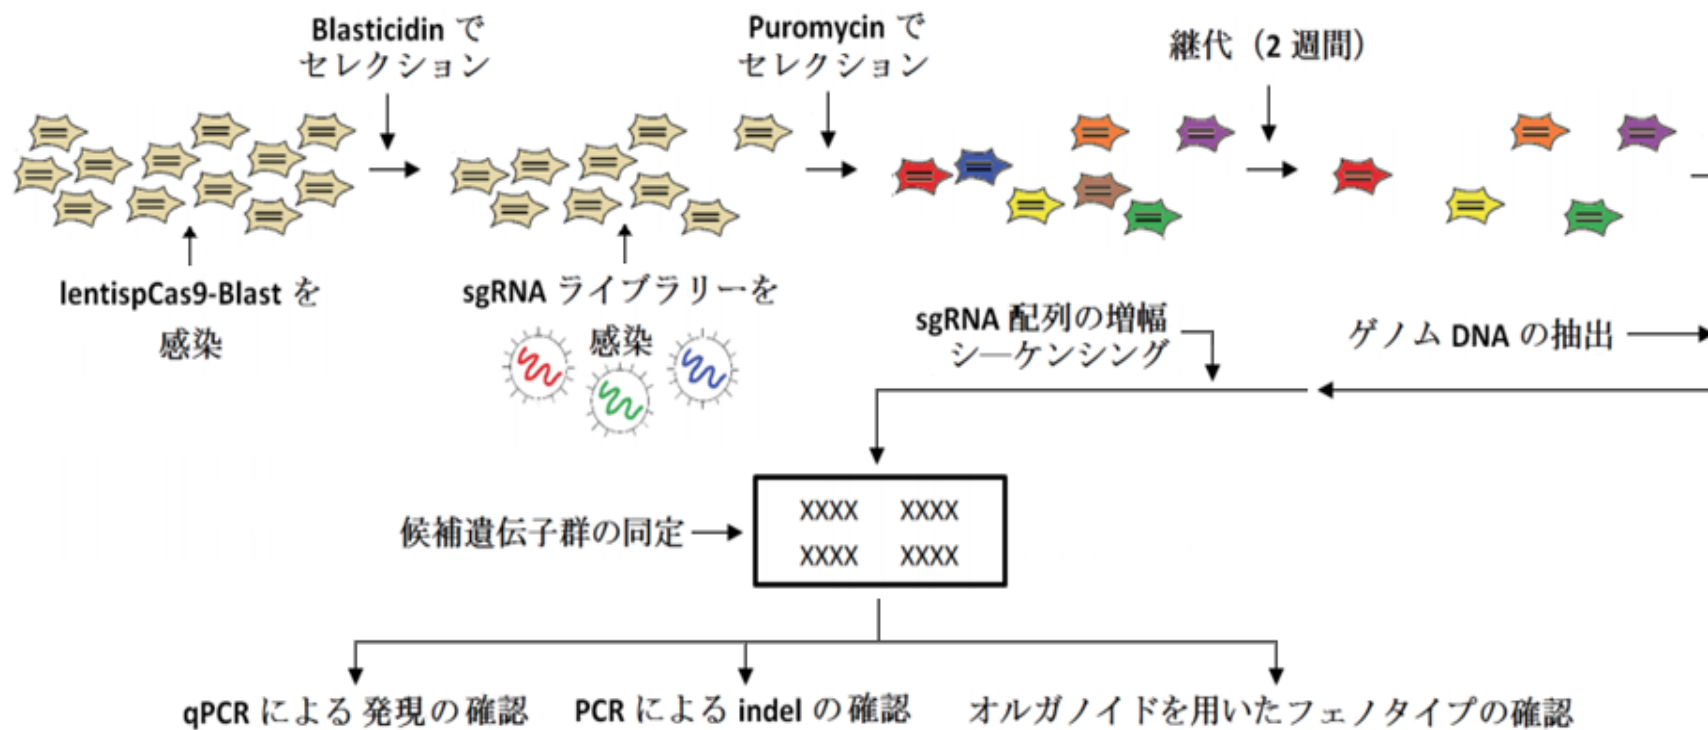 Blasticidin で
セレクション
Puromycin で
セレクション
継代（2 週間）
lentispCas9-Blast を
感染
sgRNA ライブラリーを
感染
sgRNA 配列の増幅
シ―ケンシング
ゲノム DNA の抽出
候補遺伝子群の同定
XXXX XXXX
XXXX XXXX
qPCR による発現の確認
PCR による indel の確認
オルガノイドを用いたフェノタイプの確認